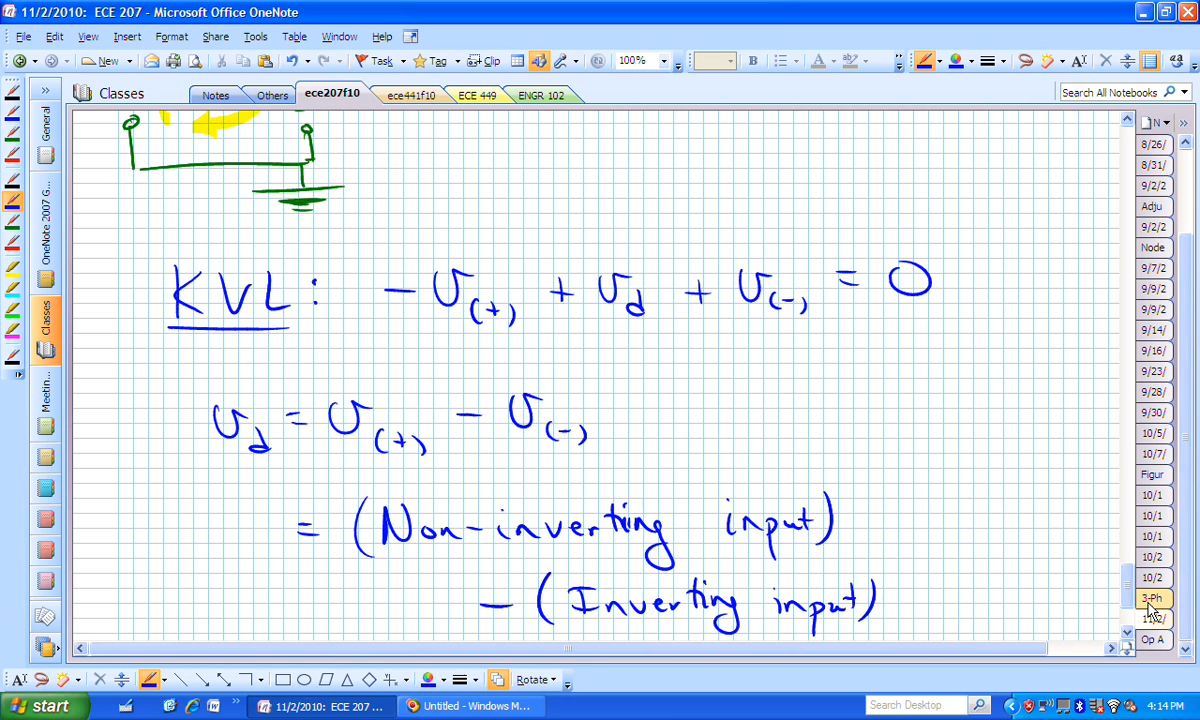 11/2/2010: ECE 207 - Microsoft Office OneNote
File Edit View Insert Format Share Tools Table Window Help
New Task Tag Clip 100% B A ab A
Classes Notes Others ece207f10 ece441f10 ECE 449 ENGR 102 Search All Notebooks
General
OneNote 2007 G...
Classes
Meetin...
N
8/26/
8/31/
9/2/2
Adju
9/2/2
Node
9/7/2
9/9/2
9/9/2
9/14/
9/16/
9/23/
9/28/
9/30/
10/5/
10/7/
Figur
10/1
10/1
10/1
10/2
10/2
3-Ph
11/2/
Op A
KVL: - v(+) + vd + v(-) = 0
vd = v(+) - v(-)
= (Non-inverting input)
- (Inverting input)
A Rotate
start 11/2/2010: ECE 207 ... Untitled - Windows M... Search Desktop 4:14 PM